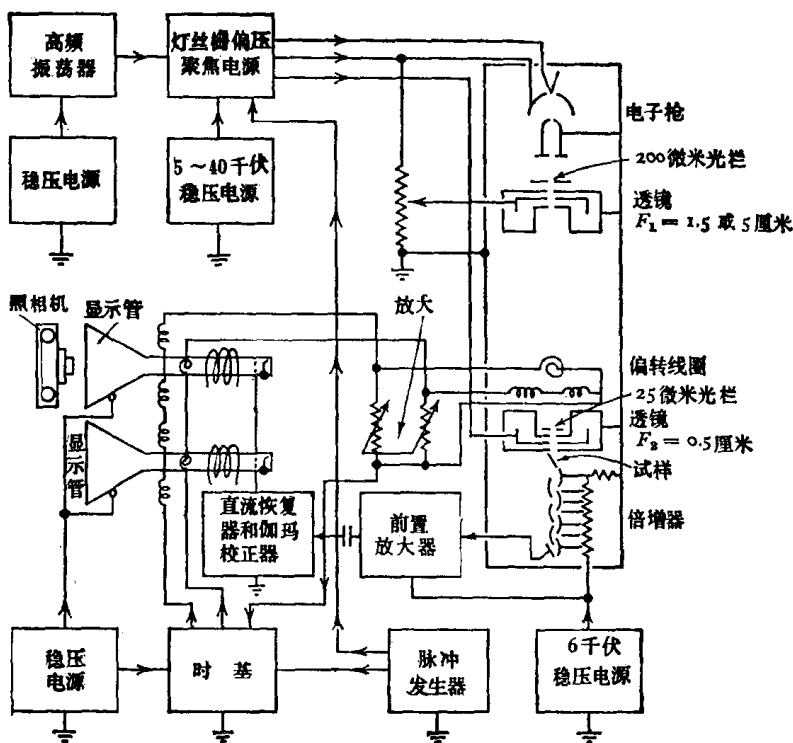 高频
振荡器
灯丝栅偏压
聚焦电源
稳压电源
5～40千伏
稳压电源
电子枪
200微米光栏
透镜
F₁＝1.5或5厘米
照相机
显示管
放大
偏转线圈
25微米光栏
透镜
F₂＝0.5厘米
试样
显示管
直流恢复
器和伽玛
校正器
前置
放大器
倍增器
稳压
电源
时基
脉冲
发生器
6千伏
稳压电源